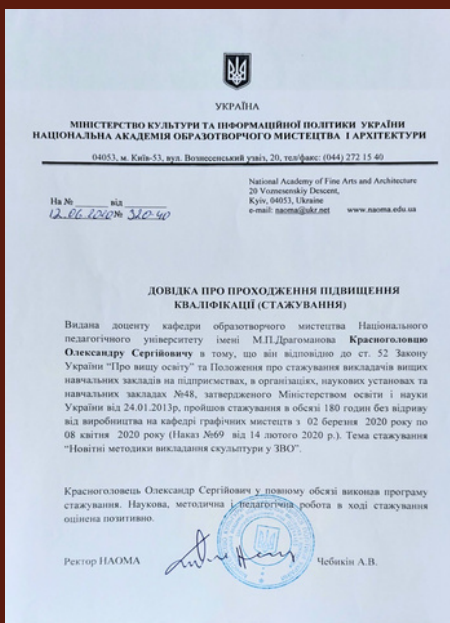 УКРАЇНА
МІНІСТЕРСТВО КУЛЬТУРИ ТА ІНФОРМАЦІЙНОЇ ПОЛІТИКИ УКРАЇНИ
НАЦІОНАЛЬНА АКАДЕМІЯ ОБРАЗОТВОРЧОГО МИСТЕЦТВА І АРХІТЕКТУРИ
04053, м. Київ-53, вул. Вознесенський узвіз, 20, тел/факс: (044) 272 15 40
National Academy of Fine Arts and Architecture
20 Voznesenskiy Descent,
Kyiv, 04053, Ukraine
e-mail: naoma@ukr.net www.naoma.edu.ua
На № ________ від ________
12.06.2020 № 320-40
ДОВІДКА ПРО ПРОХОДЖЕННЯ ПІДВИЩЕННЯ
КВАЛІФІКАЦІЇ (СТАЖУВАННЯ)
Видана доценту кафедри образотворчого мистецтва Національного
педагогічного університету імені М.П.Драгоманова Красноголовцю
Олександру Сергійовичу в тому, що він відповідно до ст. 52 Закону
України “Про вищу освіту” та Положення про стажування викладачів вищих
навчальних закладів на підприємствах, в організаціях, наукових установах та
навчальних закладах №48, затвердженого Міністерством освіти і науки
України від 24.01.2013р, пройшов стажування в обсязі 180 годин без відриву
від виробництва на кафедрі графічних мистецтв з 02 березня 2020 року по
08 квітня 2020 року (Наказ №69 від 14 лютого 2020 р.). Тема стажування
“Новітні методики викладання скульптури у ЗВО”.
Красноголовець Олександр Сергійович у повному обсязі виконав програму
стажування. Наукова, методична і педагогічна робота в ході стажування
оцінена позитивно.
Ректор НАОМА Чебикін А.В.